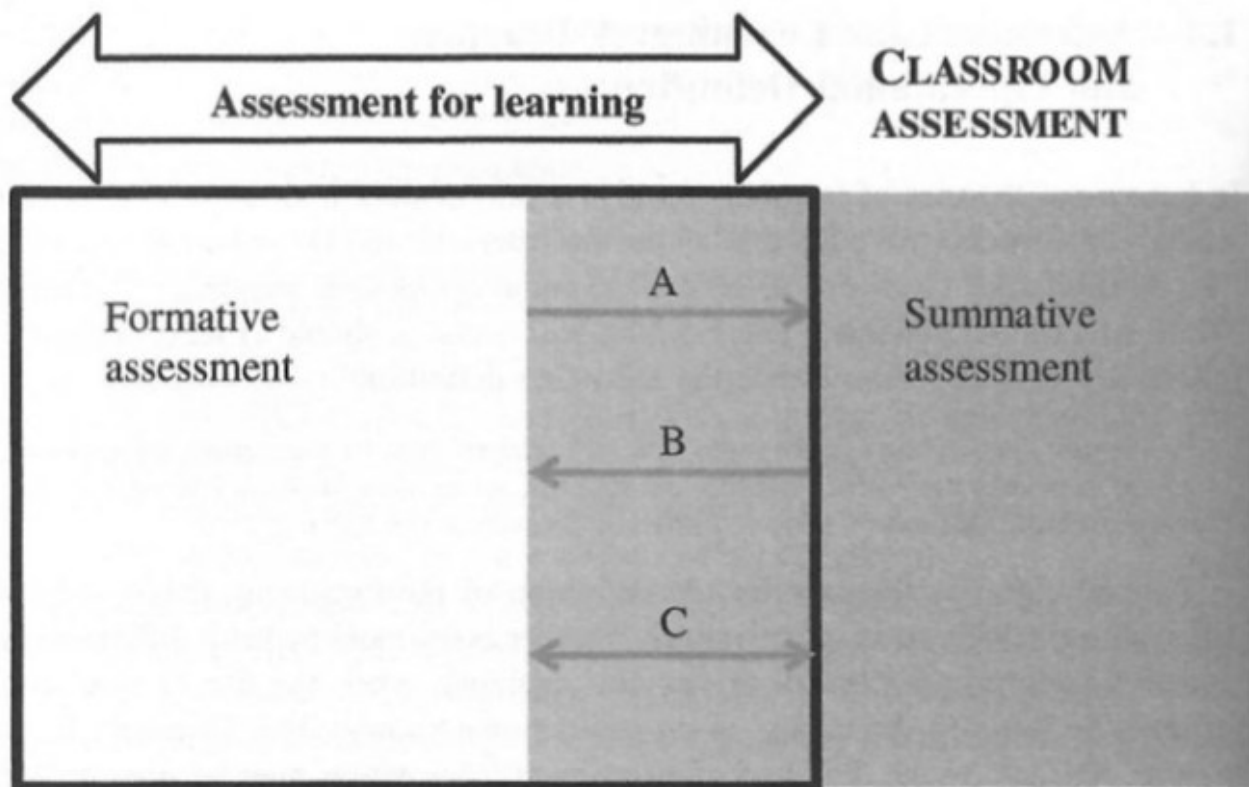 Assessment for learning
CLASSROOM
ASSESSMENT
A
Formative
assessment
Summative
assessment
B
C